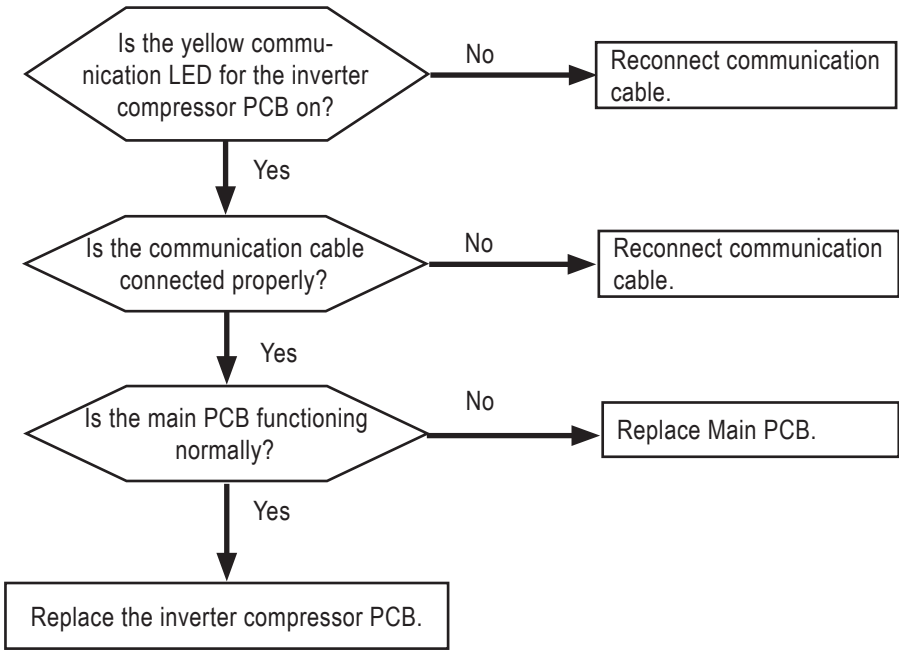 Is the yellow commu-
nication LED for the inverter
compressor PCB on?
No
Reconnect communication
cable.
Yes
Is the communication cable
connected properly?
No
Reconnect communication
cable.
Yes
Is the main PCB functioning
normally?
No
Replace Main PCB.
Yes
Replace the inverter compressor PCB.